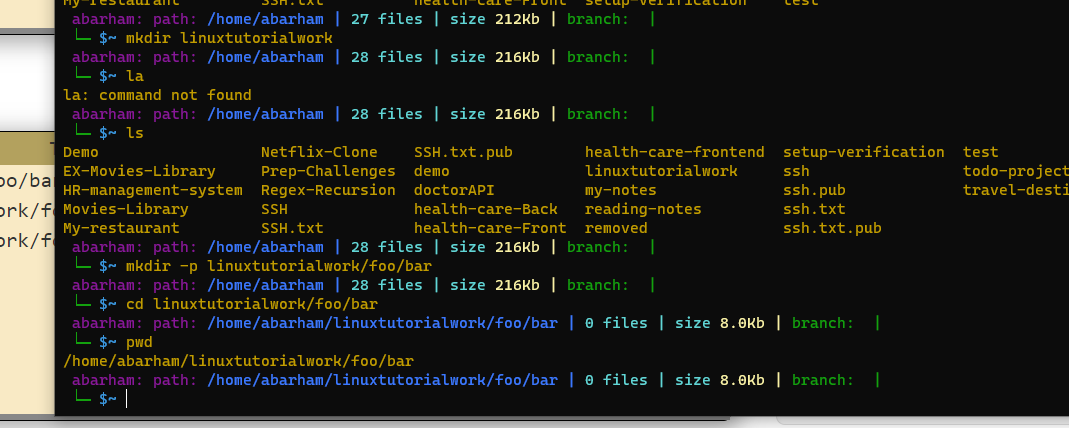 My-restaurant SSH.txt health-care-Front setup-verification test
abarham: path: /home/abarham | 27 files | size 212Kb | branch: |
└─ $~ mkdir linuxtutorialwork
abarham: path: /home/abarham | 28 files | size 216Kb | branch: |
└─ $~ la
la: command not found
abarham: path: /home/abarham | 28 files | size 216Kb | branch: |
└─ $~ ls
Demo Netflix-Clone SSH.txt.pub health-care-frontend setup-verification test
EX-Movies-Library Prep-Challenges demo linuxtutorialwork ssh todo-project
HR-management-system Regex-Recursion doctorAPI my-notes ssh.pub travel-desti
Movies-Library SSH health-care-Back reading-notes ssh.txt
My-restaurant SSH.txt health-care-Front removed ssh.txt.pub
abarham: path: /home/abarham | 28 files | size 216Kb | branch: |
└─ $~ mkdir -p linuxtutorialwork/foo/bar
abarham: path: /home/abarham | 28 files | size 216Kb | branch: |
└─ $~ cd linuxtutorialwork/foo/bar
abarham: path: /home/abarham/linuxtutorialwork/foo/bar | 0 files | size 8.0Kb | branch: |
└─ $~ pwd
/home/abarham/linuxtutorialwork/foo/bar
abarham: path: /home/abarham/linuxtutorialwork/foo/bar | 0 files | size 8.0Kb | branch: |
└─ $~
oo/ba
ork/f
ork/f